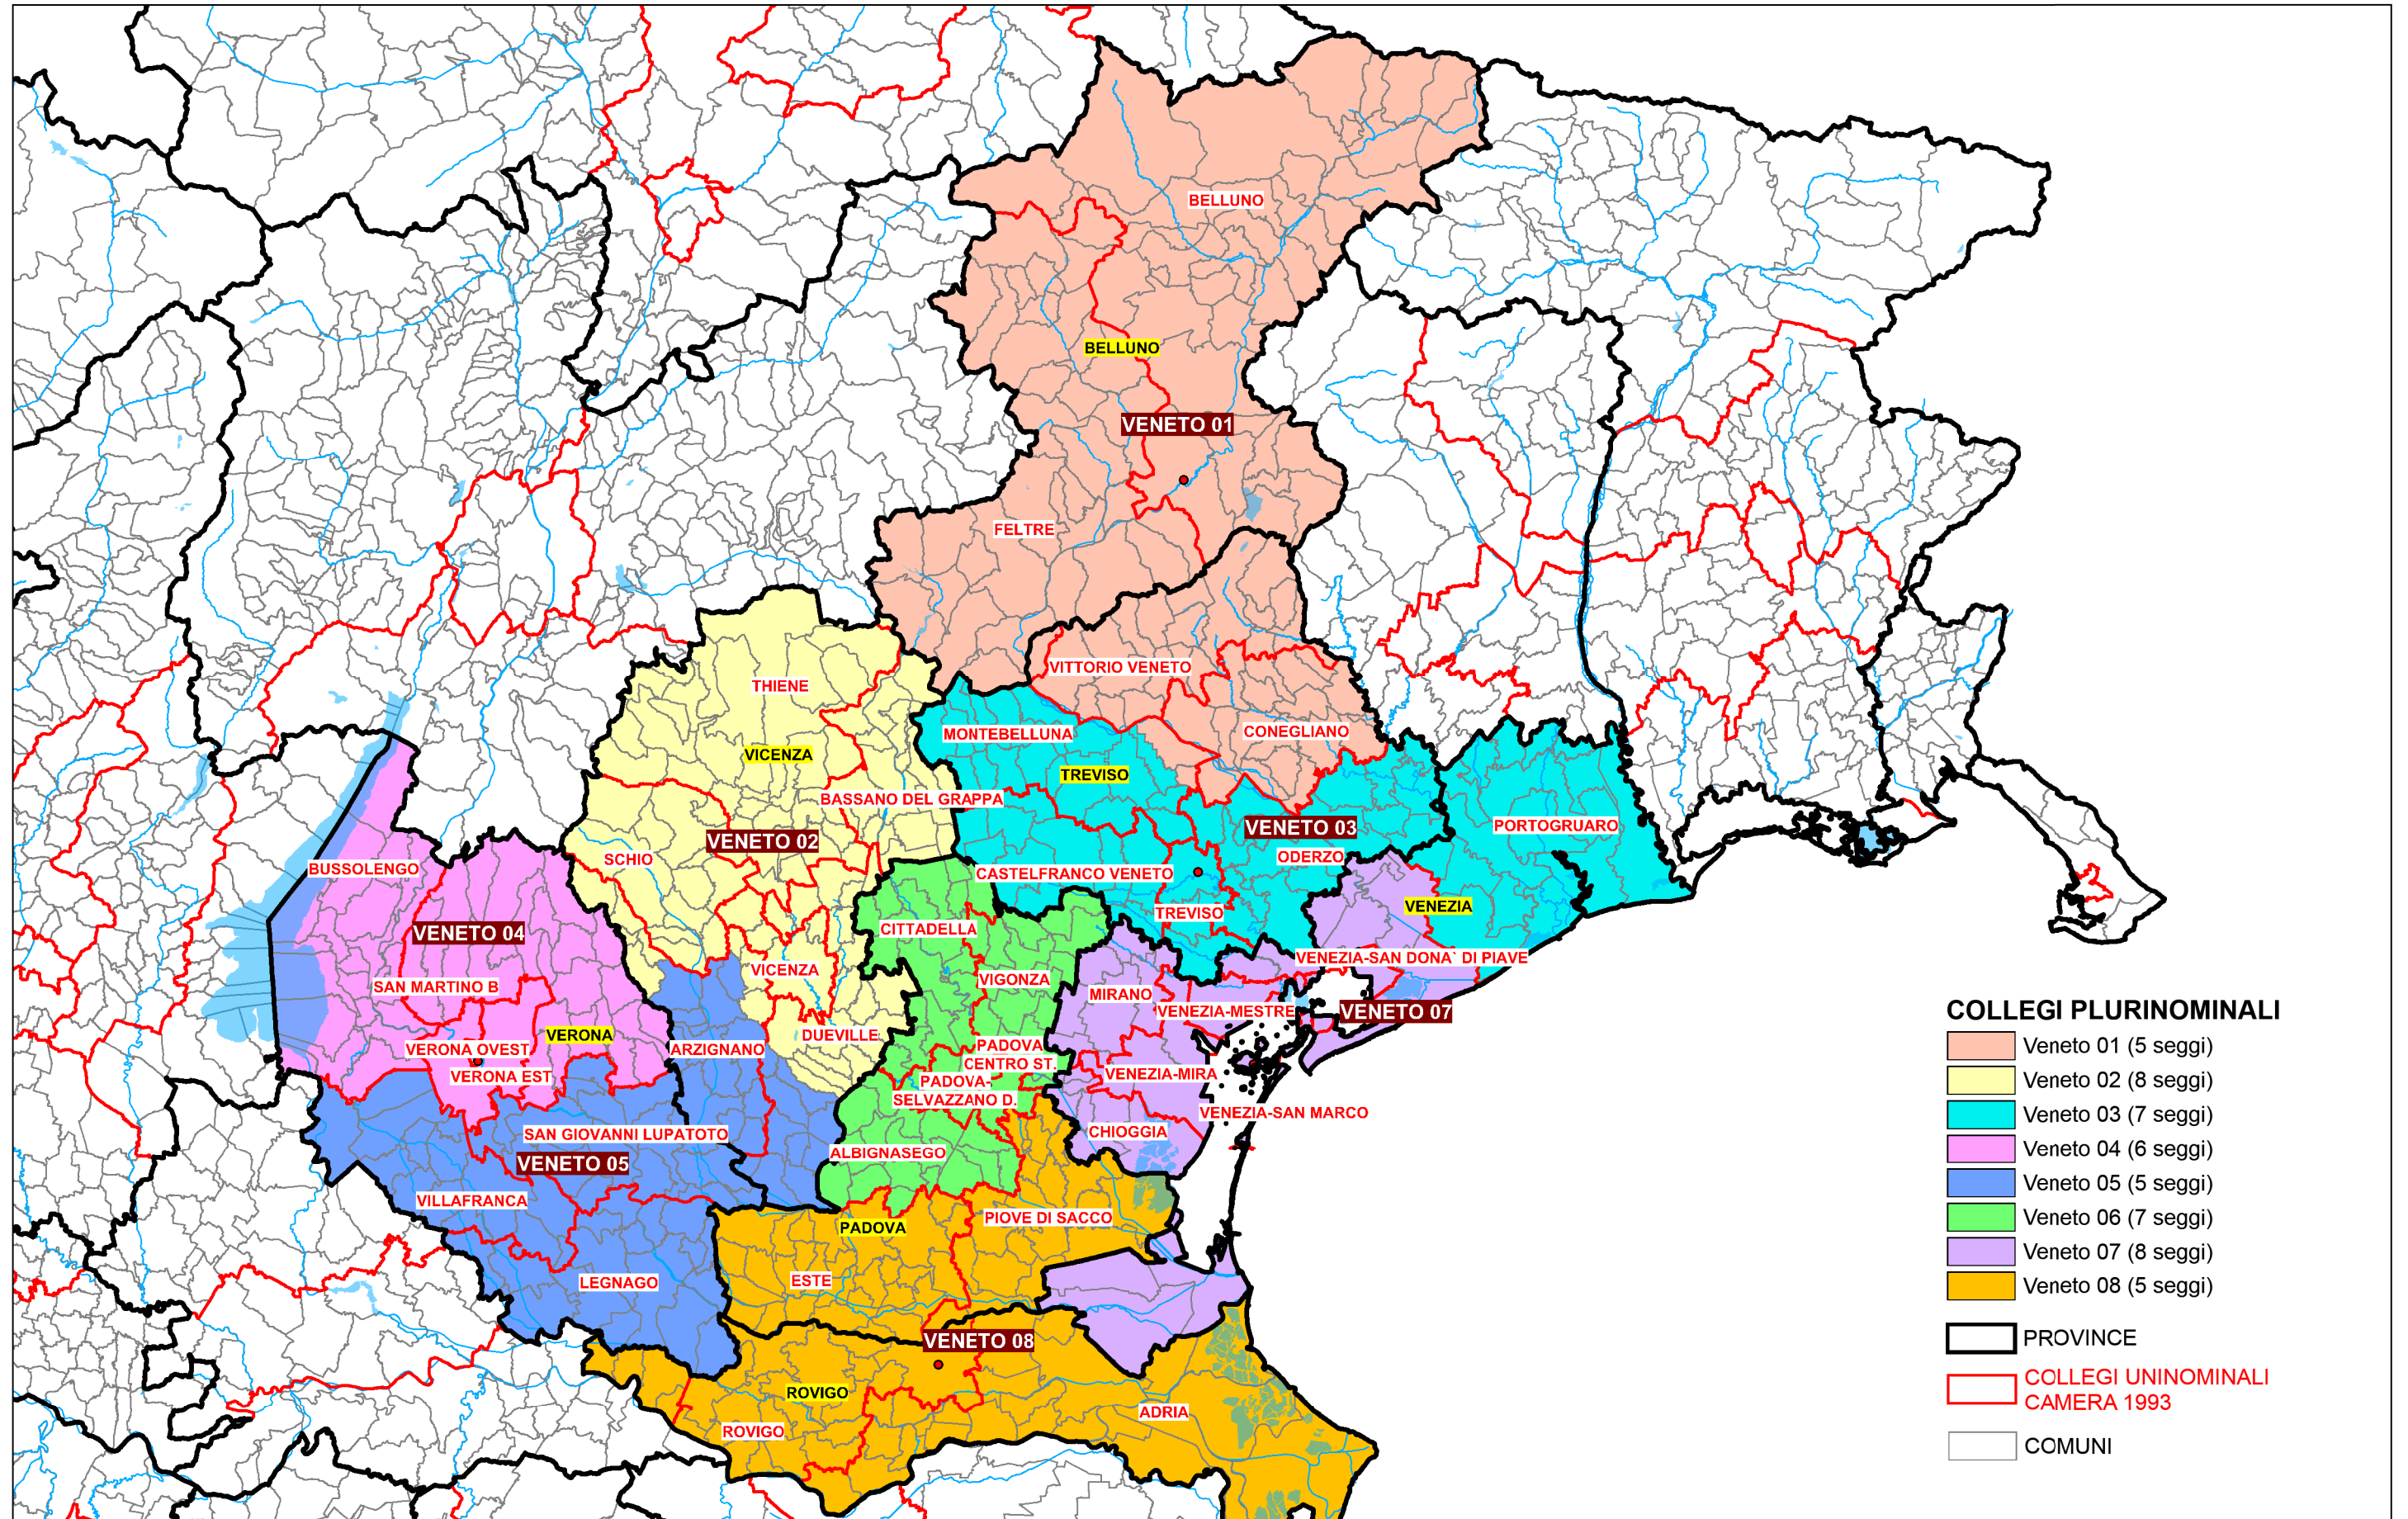 BELLUNO
BELLUNO
VENETO 01
FELTRE
VITTORIO VENETO
THIENE
CONEGLIANO
MONTEBELLUNA
VICENZA
TREVISO
BASSANO DEL GRAPPA
PORTOGRUARO
VENETO 03
VENETO 02
ODERZO
SCHIO
BUSSOLENGO
CASTELFRANCO VENETO
VENEZIA
TREVISO
CITTADELLA
VENETO 04
VENEZIA-SAN DONA` DI PIAVE
VICENZA
VIGONZA
SAN MARTINO B
MIRANO
VENEZIA-MESTRE
VENETO 07
VERONA
DUEVILLE
PADOVA
CENTRO ST.
VERONA OVEST
ARZIGNANO
VERONA EST
VENEZIA-MIRA
PADOVA-
SELVAZZANO D.
VENEZIA-SAN MARCO
CHIOGGIA
SAN GIOVANNI LUPATOTO
ALBIGNASEGO
VENETO 05
VILLAFRANCA
PIOVE DI SACCO
PADOVA
ESTE
LEGNAGO
VENETO 08
ROVIGO
ADRIA
ROVIGO
COLLEGI PLURINOMINALI
Veneto 01 (5 seggi)
Veneto 02 (8 seggi)
Veneto 03 (7 seggi)
Veneto 04 (6 seggi)
Veneto 05 (5 seggi)
Veneto 06 (7 seggi)
Veneto 07 (8 seggi)
Veneto 08 (5 seggi)
PROVINCE
COLLEGI UNINOMINALI
CAMERA 1993
COMUNI